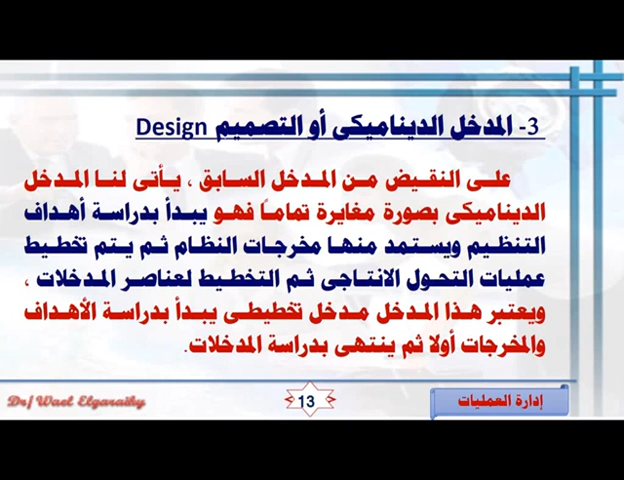 3- المدخل الديناميكى أو التصميم Design
على النقيض من المدخل السابق ، يأتى لنا المدخل
الديناميكى بصورة مغايرة تماماً فهو يبدأ بدراسة أهداف
التنظيم ويستمد منها مخرجات النظام ثم يتم تخطيط
عمليات التحول الانتاجى ثم التخطيط لعناصر المدخلات ،
ويعتبر هذا المدخل مدخل تخطيطى يبدأ بدراسة الأهداف
والمخرجات أولا ثم ينتهى بدراسة المدخلات.
إدارة العمليات
13
Dr/ Wael Elgaraihy